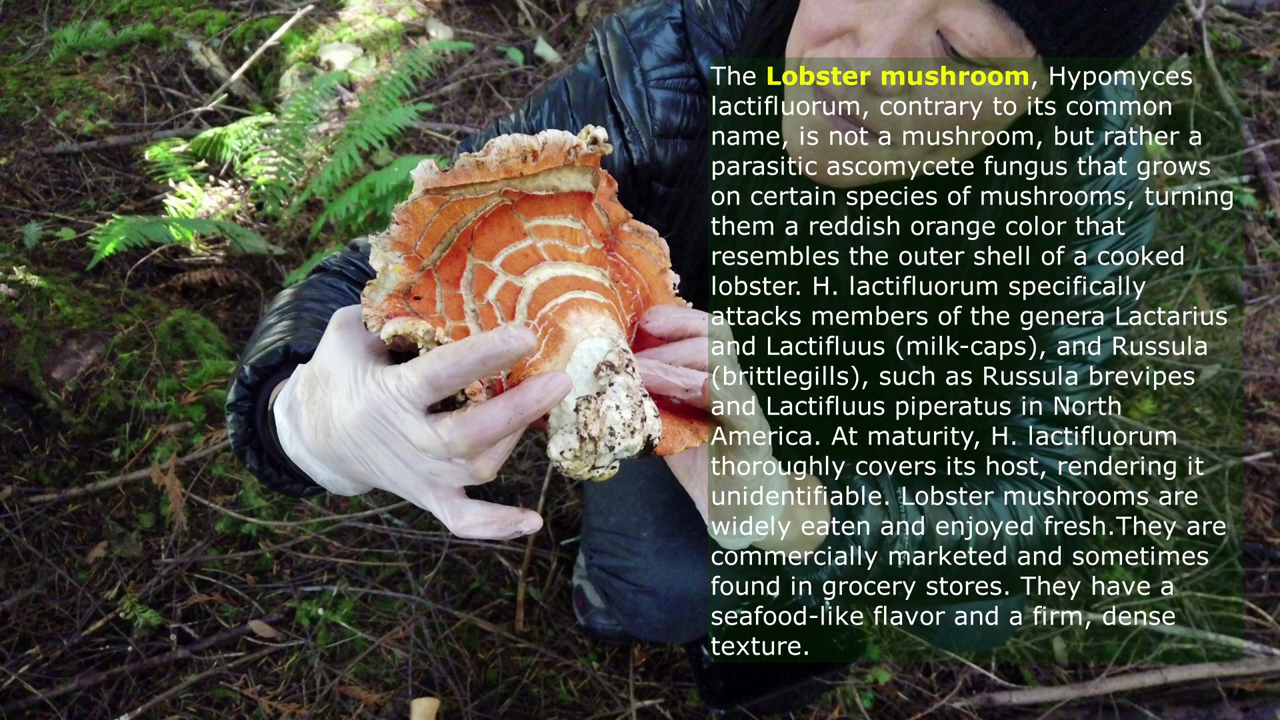 The Lobster mushroom, Hypomyces
lactifluorum, contrary to its common
name, is not a mushroom, but rather a
parasitic ascomycete fungus that grows
on certain species of mushrooms, turning
them a reddish orange color that
resembles the outer shell of a cooked
lobster. H. lactifluorum specifically
attacks members of the genera Lactarius
and Lactifluus (milk-caps), and Russula
(brittlegills), such as Russula brevipes
and Lactifluus piperatus in North
America. At maturity, H. lactifluorum
thoroughly covers its host, rendering it
unidentifiable. Lobster mushrooms are
widely eaten and enjoyed fresh.They are
commercially marketed and sometimes
found in grocery stores. They have a
seafood-like flavor and a firm, dense
texture.